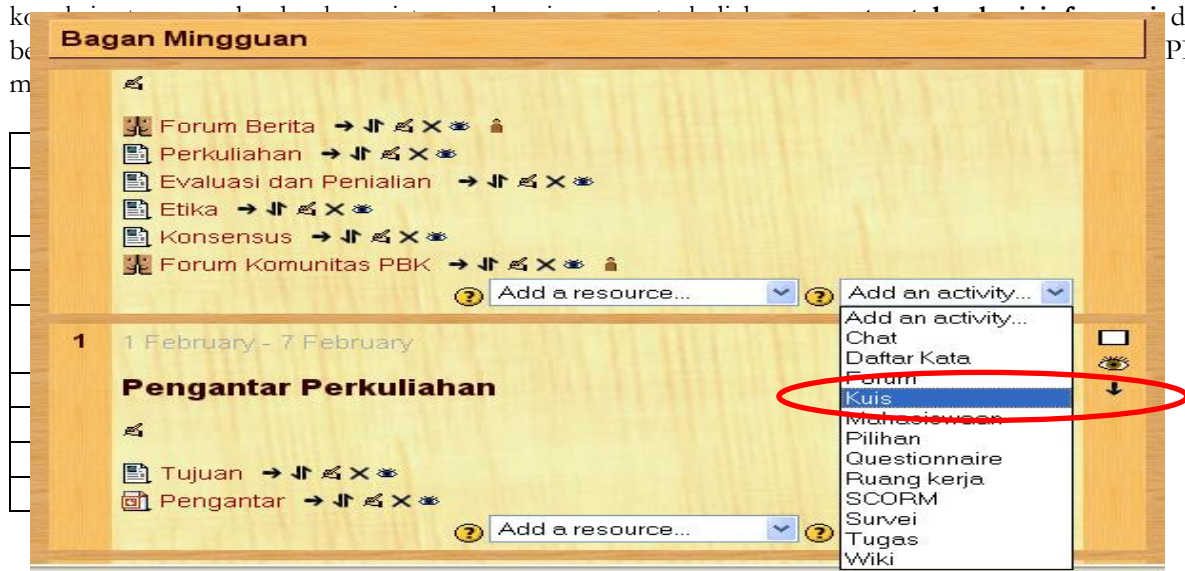 d
Bagan Mingguan
Forum Berita
Perkuliahan
Evaluasi dan Penialian
Etika
Konsensus
Forum Komunitas PBK
Add a resource... Add an activity...
Add an activity...
Chat
Daftar Kata
Forum
Kuis
Mahasiswaan
Pilihan
Questionnaire
Ruang kerja
SCORM
Survei
Tugas
Wiki
1 1 February - 7 February
Pengantar Perkuliahan
Tujuan
Pengantar
Add a resource...